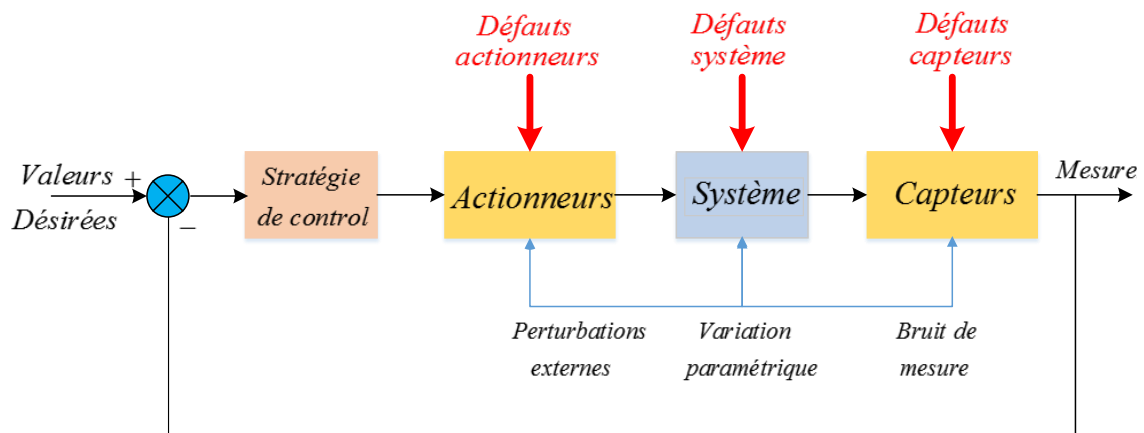 Défauts
actionneurs
Défauts
système
Défauts
capteurs
Valeurs +
Désirées
−
Stratégie
de control
Actionneurs
Système
Capteurs
Mesure
Perturbations
externes
Variation
paramétrique
Bruit de
mesure